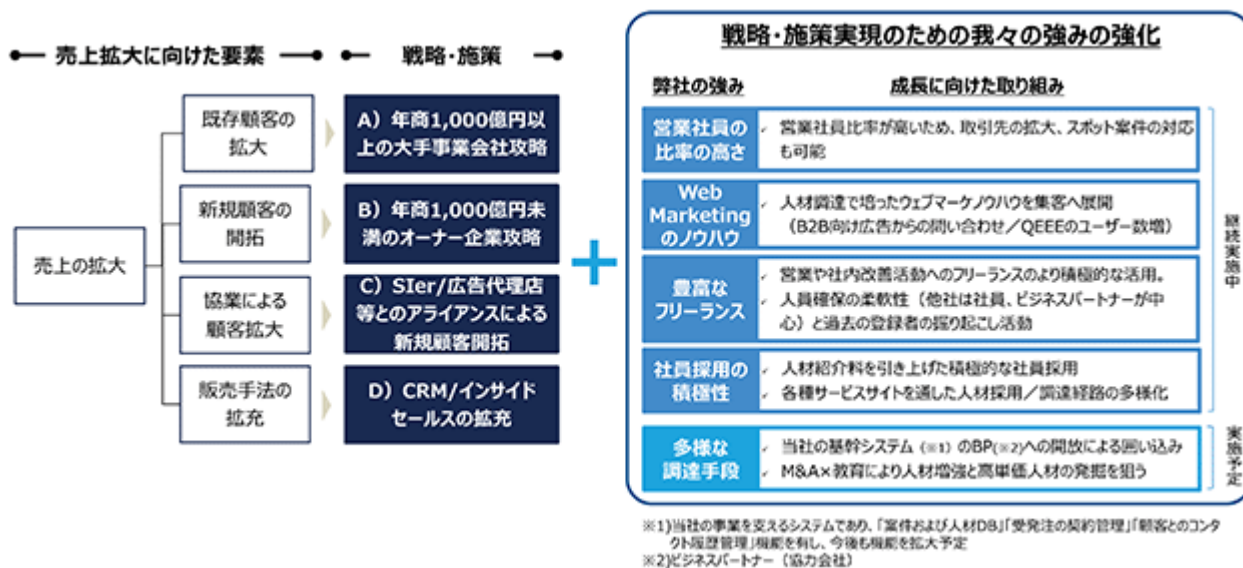 売上拡大に向けた要素
戦略・施策
売上の拡大
既存顧客の
拡大
A）年商1,000億円以
上の大手事業会社攻略
新規顧客の
開拓
B）年商1,000億円未
満のオーナー企業攻略
協業による
顧客拡大
C）SIer/広告代理店
等とのアライアンスによる
新規顧客開拓
販売手法の
拡充
D）CRM/インサイド
セールスの拡充
+
戦略・施策実現のための我々の強みの強化
弊社の強み
成長に向けた取り組み
営業社員の
比率の高さ
✓ 営業社員比率が高いため、取引先の拡大、スポット案件の対応
も可能
Web
Marketing
のノウハウ
✓ 人材調達で培ったウェブマーケノウハウを集客へ展開
（B2B向け広告からの問い合わせ／QEEEのユーザー数増）
豊富な
フリーランス
✓ 営業や社内改善活動へのフリーランスのより積極的な活用。
✓ 人員確保の柔軟性（他社は社員、ビジネスパートナーが中
心）と過去の登録者の掘り起こし活動
社員採用の
積極性
✓ 人材紹介料を引き上げた積極的な社員採用
✓ 各種サービスサイトを通した人材採用／調達経路の多様化
継続実施中
多様な
調達手段
✓ 当社の基幹システム（※1）のBP(※2)への開放による囲い込み
✓ M&A×教育により人材増強と高単価人材の発掘を狙う
実施予定
※1)当社の事業を支えるシステムであり、「案件および人材DB」「受発注の契約管理」「顧客とのコンタ
クト履歴管理」機能を有し、今後も機能を拡大予定
※2)ビジネスパートナー（協力会社）